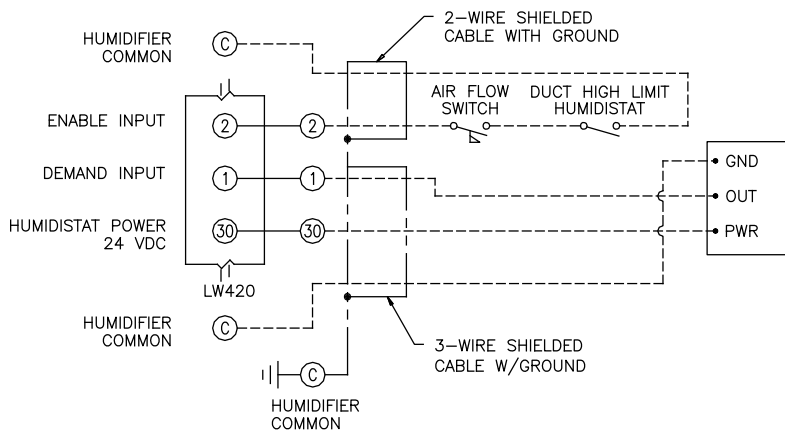 2-WIRE SHIELDED
CABLE WITH GROUND
HUMIDIFIER
COMMON
C
AIR FLOW
SWITCH
DUCT HIGH LIMIT
HUMIDISTAT
ENABLE INPUT
2
2
GND
DEMAND INPUT
1
1
OUT
HUMIDISTAT POWER
24 VDC
30
30
PWR
LW420
HUMIDIFIER
COMMON
C
3-WIRE SHIELDED
CABLE W/GROUND
C
HUMIDIFIER
COMMON